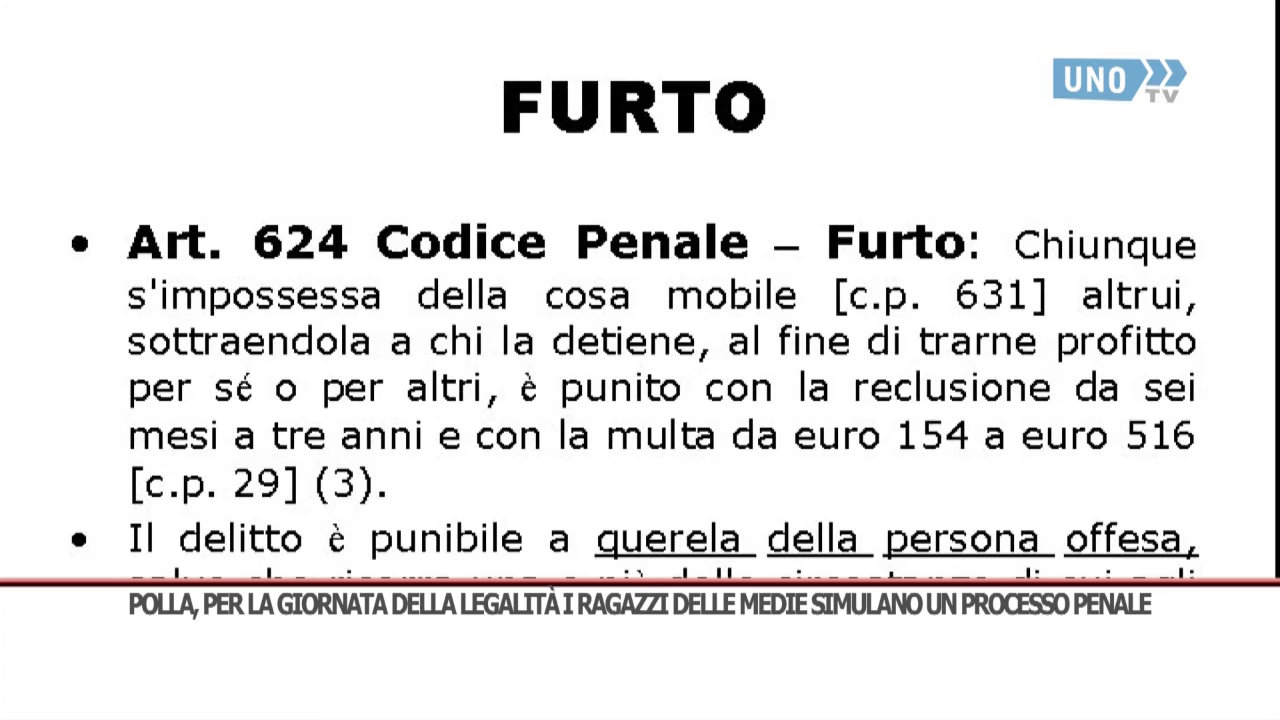 UNO
TV
FURTO
• Art. 624 Codice Penale – Furto: Chiunque
s'impossessa della cosa mobile [c.p. 631] altrui,
sottraendola a chi la detiene, al fine di trarne profitto
per sé o per altri, è punito con la reclusione da sei
mesi a tre anni e con la multa da euro 154 a euro 516
[c.p. 29] (3).
• Il delitto è punibile a querela della persona offesa,
POLLA, PER LA GIORNATA DELLA LEGALITÀ I RAGAZZI DELLE MEDIE SIMULANO UN PROCESSO PENALE